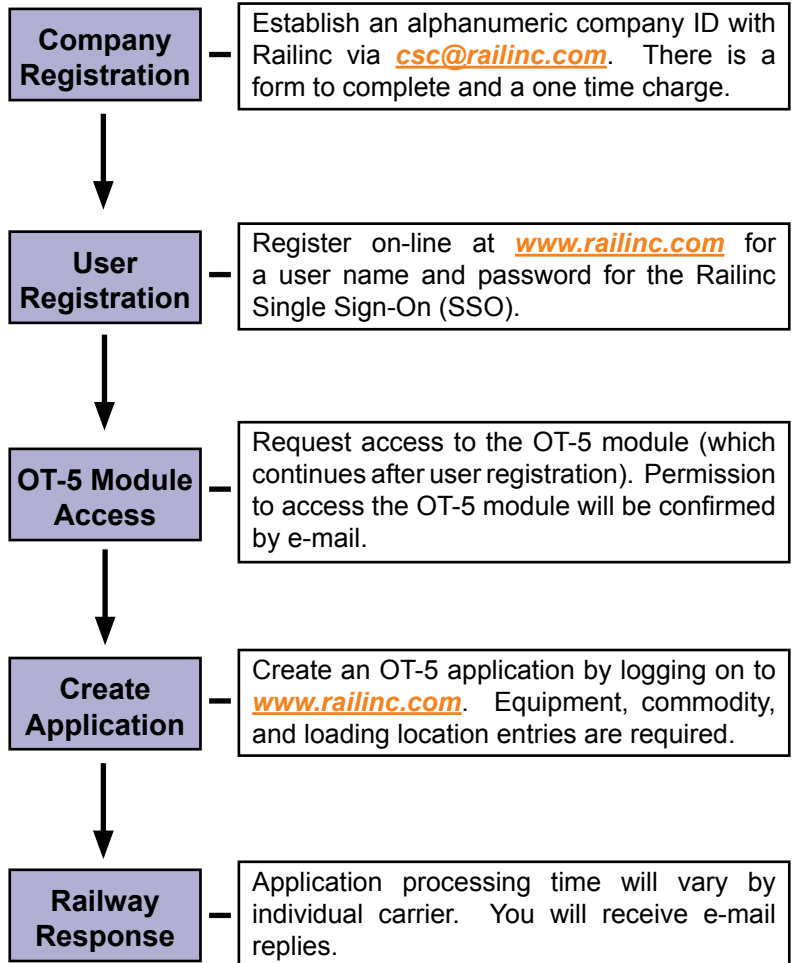 Company
Registration
Establish an alphanumeric company ID with
Railinc via csc@railinc.com. There is a
form to complete and a one time charge.
User
Registration
Register on-line at www.railinc.com for
a user name and password for the Railinc
Single Sign-On (SSO).
OT-5 Module
Access
Request access to the OT-5 module (which
continues after user registration). Permission
to access the OT-5 module will be confirmed
by e-mail.
Create
Application
Create an OT-5 application by logging on to
www.railinc.com. Equipment, commodity,
and loading location entries are required.
Railway
Response
Application processing time will vary by
individual carrier. You will receive e-mail
replies.